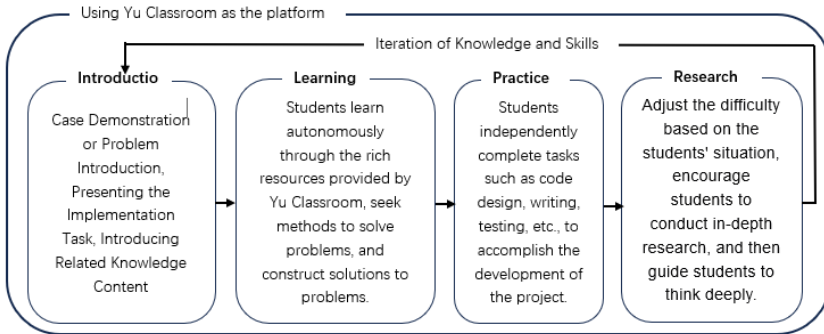 Using Yu Classroom as the platform
Iteration of Knowledge and Skills
Introductio
Case Demonstration
or Problem
Introduction,
Presenting the
Implementation
Task, Introducing
Related Knowledge
Content
Learning
Students learn
autonomously
through the rich
resources provided by
Yu Classroom, seek
methods to solve
problems, and
construct solutions to
problems.
Practice
Students
independently
complete tasks
such as code
design, writing,
testing, etc., to
accomplish the
development of
the project.
Research
Adjust the difficulty
based on the
students' situation,
encourage
students to
conduct in-depth
research, and then
guide students to
think deeply.